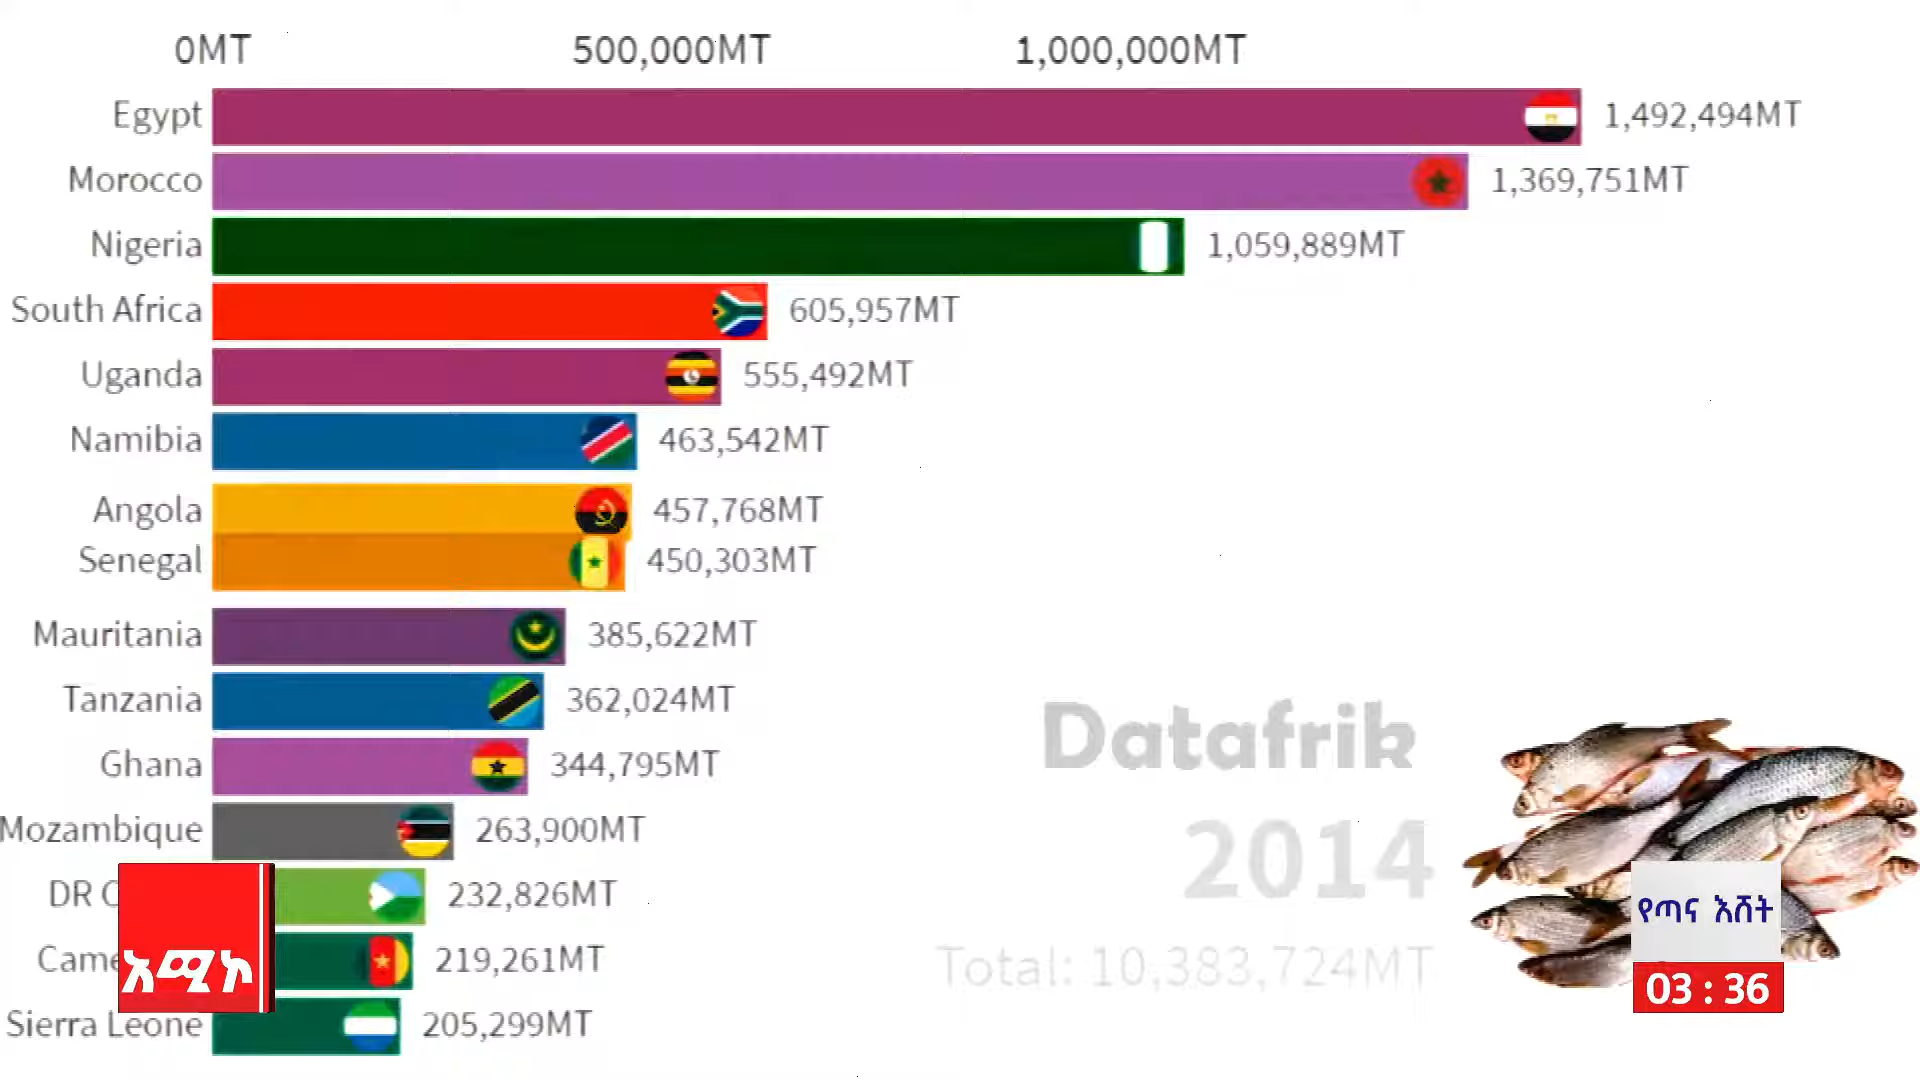 0MT 500,000MT 1,000,000MT
Egypt 1,492,494MT
Morocco 1,369,751MT
Nigeria 1,059,889MT
South Africa 605,957MT
Uganda 555,492MT
Namibia 463,542MT
Angola 457,768MT
Senegal 450,303MT
Mauritania 385,622MT
Tanzania 362,024MT
Ghana 344,795MT
Mozambique 263,900MT
DR 232,826MT
219,261MT
Sierra Leone 205,299MT
Datafrik
2014
Total: 10,383,724MT
አሚኮ
የጣና እሸት
03 : 36